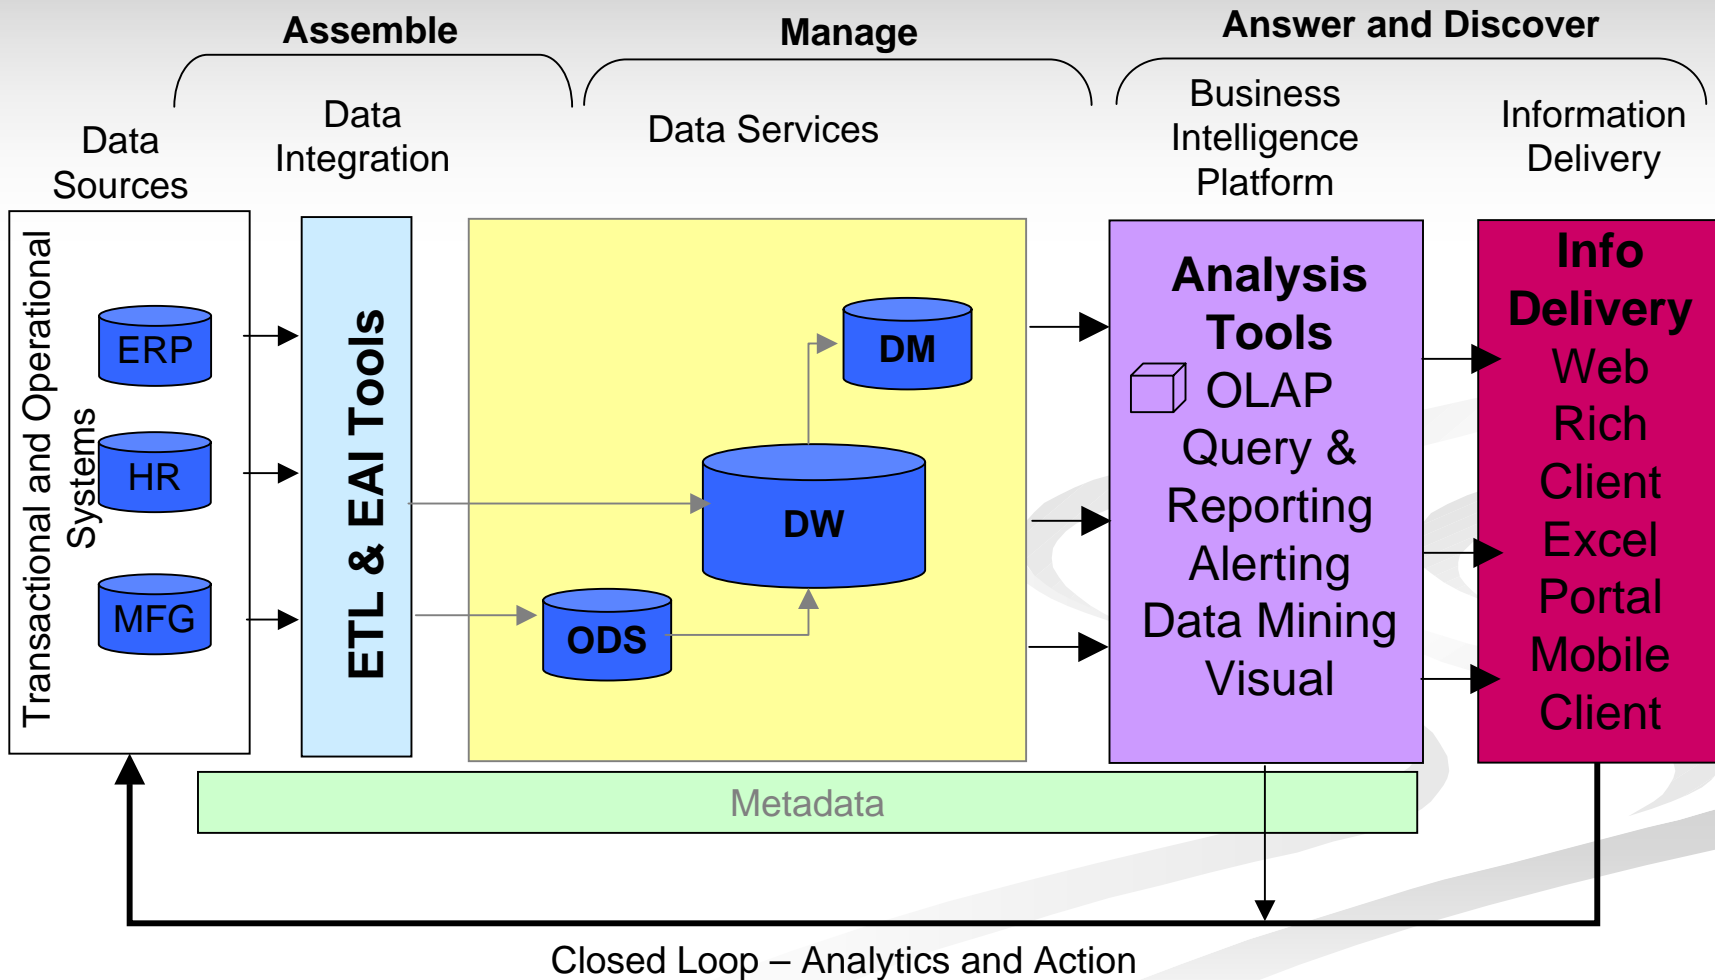 Assemble
Manage
Answer and Discover
Data
Sources
Data
Integration
Data Services
Business
Intelligence
Platform
Information
Delivery
Transactional and Operational
Systems
ERP
HR
MFG
ETL & EAI Tools
DM
DW
ODS
Analysis
Tools
OLAP
Query &
Reporting
Alerting
Data Mining
Visual
Info
Delivery
Web
Rich
Client
Excel
Portal
Mobile
Client
Metadata
Closed Loop – Analytics and Action